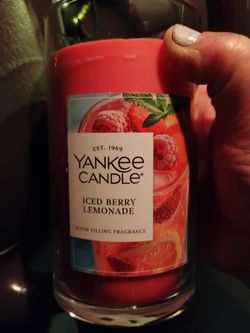 EST. 1969
YANKEE
CANDLE®
ICED BERRY
LEMONADE
ROOM FILLING FRAGRANCE